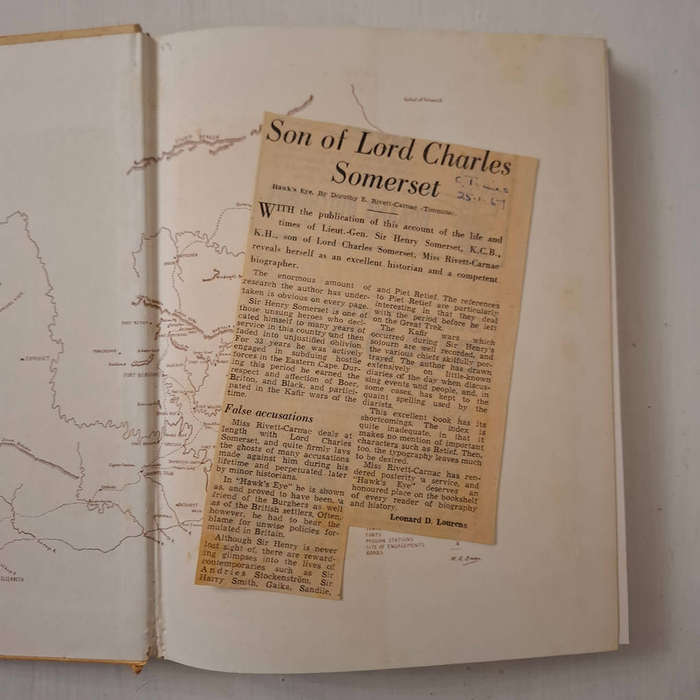 Son of Lord Charles
Somerset
C. Times
25.1.67
Hawk's Eye. By Dorothy E. Rivett-Carnac (Timmins).
WITH the publication of this account of the life and
times of Lieut.-Gen. Sir Henry Somerset, K.C.B.,
K.H., son of Lord Charles Somerset, Miss Rivett-Carnac
reveals herself as an excellent historian and a competent
biographer.
The enormous amount of
research the author has under-
taken is obvious on every page.
Sir Henry Somerset is one of
those unsung heroes who dedi-
cated himself to many years of
service in this country and then
faded into unjustified oblivion.
For 33 years he was actively
engaged in subduing hostile
forces in the Eastern Cape. Dur-
ing this period he earned the
respect and affection of Boer,
Briton, and Black, and partici-
pated in the Kafir wars of the
time.
False accusations
Miss Rivett-Carnac deals at
length with Lord Charles
Somerset, and quite firmly lays
the ghosts of many accusations
made against him during his
lifetime and perpetuated later
by minor historians.
In "Hawk's Eye" he is shown
as, and proved to have been, a
friend of the Burghers as well
as of the British settlers. Often,
however, he had to bear the
blame for unwise policies for-
mulated in Britain.
Although Sir Henry is never
lost sight of, there are reward-
ing glimpses into the lives of
contemporaries such as Sir
Andries Stockenström, Sir
Harry Smith, Gaika, Sandile,
and Piet Retief. The references
to Piet Retief are particularly
interesting in that they deal
with the period before he left
on the Great Trek.
The Kafir wars which
occurred during Sir Henry's
sojourn are well recorded, and
the various chiefs skilfully por-
trayed. The author has drawn
extensively on little-known
diaries of the day when discus-
sing events and people, and, in
some cases, has kept to the
quaint spelling used by the
diarists.
This excellent book has its
shortcomings. The index is
quite inadequate, in that it
makes no mention of important
characters such as Retief. Then,
too, the typography leaves much
to be desired.
Miss Rivett-Carnac has ren-
dered posterity a service, and
"Hawk's Eye" deserves an
honoured place on the bookshelf
of every reader of biography
and history.
Leonard D. Lourens
FORTS
MISSION STATIONS
SITE OF ENGAGEMENTS
ROADS